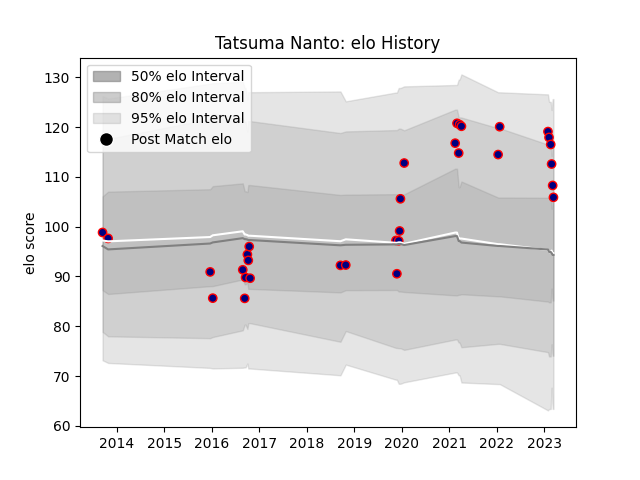 Tatsuma Nanto: elo History
50% elo Interval
80% elo Interval
95% elo Interval
Post Match elo
elo score
130
120
110
100
90
80
70
60
2014 2015 2016 2017 2018 2019 2020 2021 2022 2023